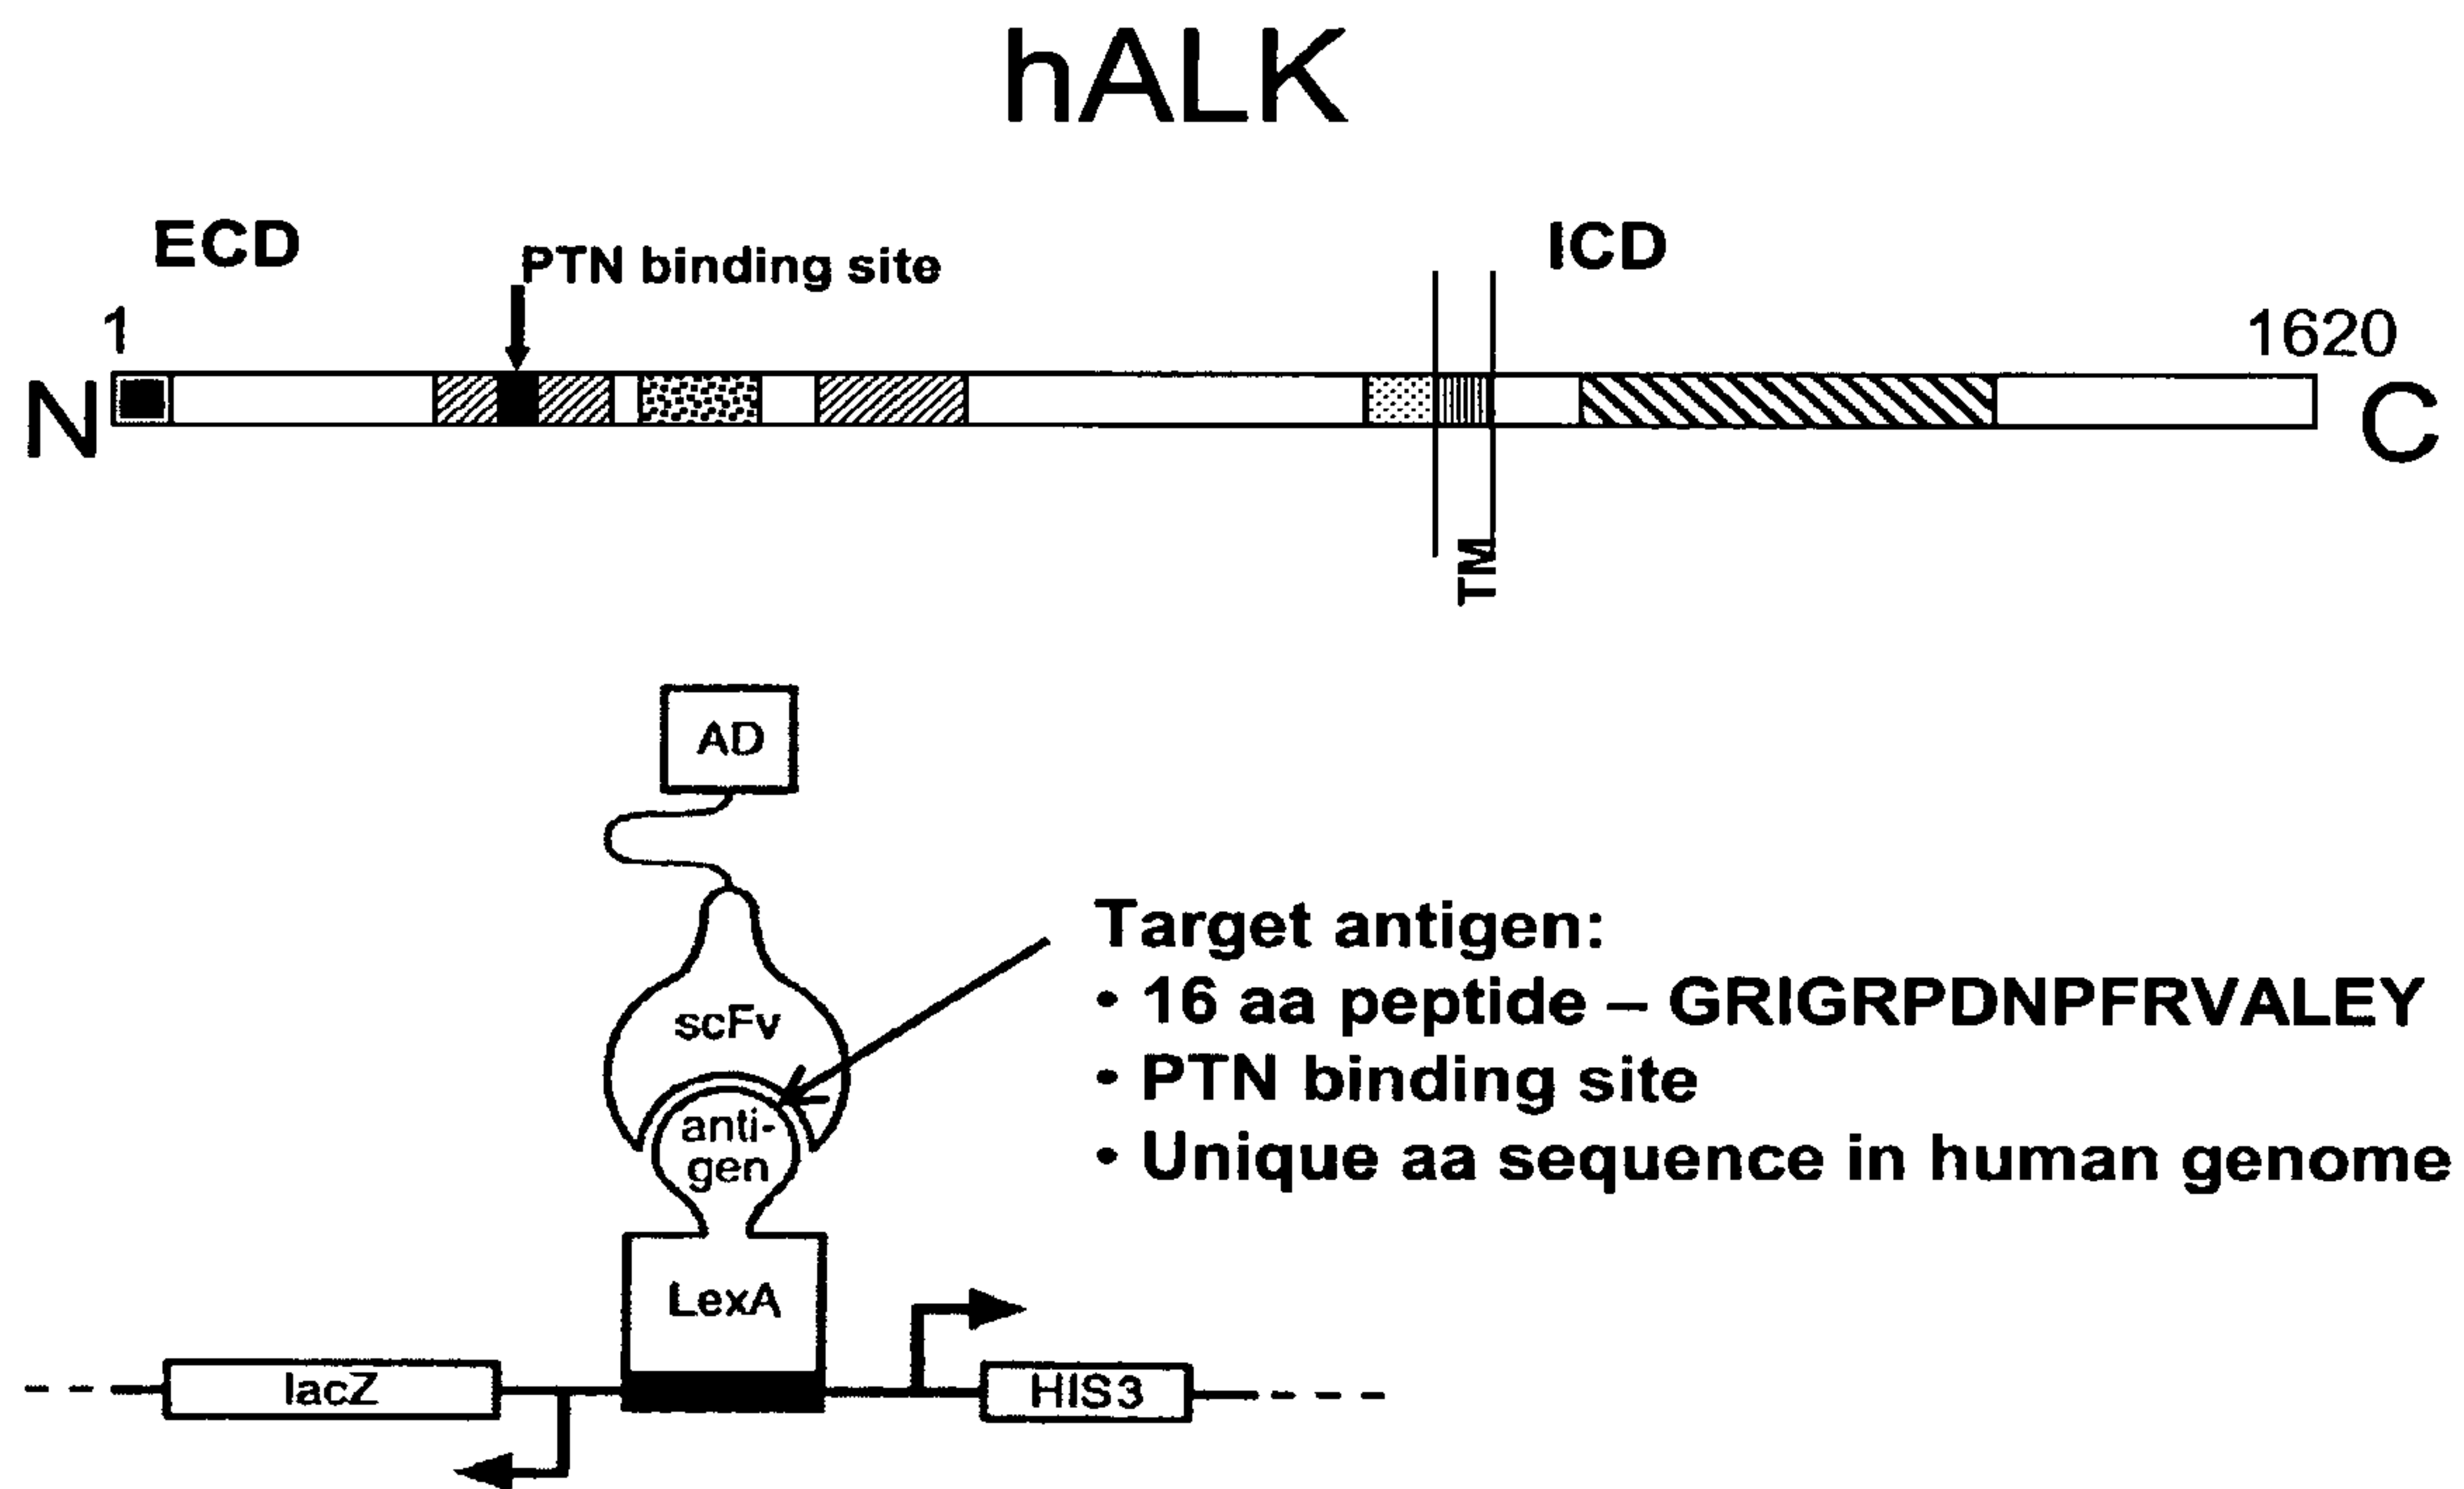 hALK
ECD
PTN binding site
ICD
1
1620
N
C
TM
AD
scFv
anti-
gen
LexA
lacZ
HIS3
Target antigen:
• 16 aa peptide – GRIGRPDNPFRVALEY
• PTN binding site
• Unique aa sequence in human genome